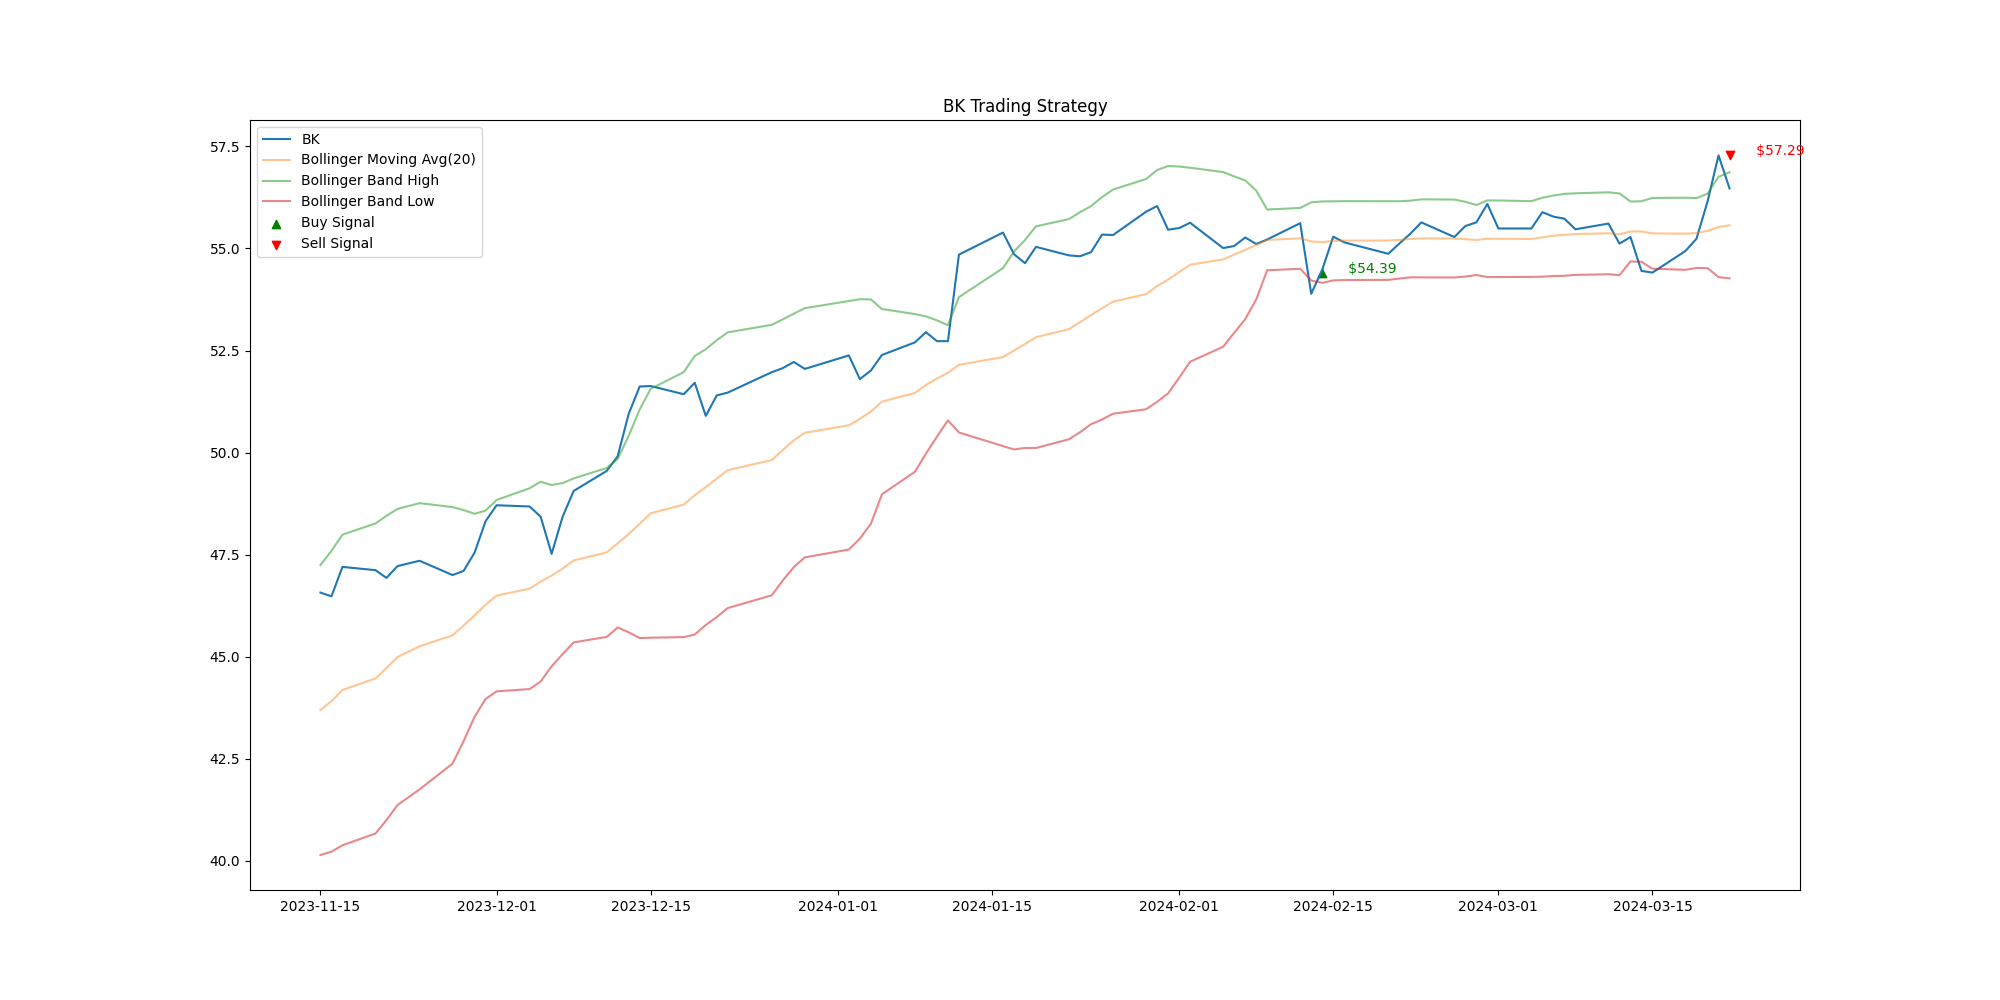 BK Trading Strategy
BK
Bollinger Moving Avg(20)
Bollinger Band High
Bollinger Band Low
Buy Signal
Sell Signal
$57.29
$54.39
57.5
55.0
52.5
50.0
47.5
45.0
42.5
40.0
2023-11-15 2023-12-01 2023-12-15 2024-01-01 2024-01-15 2024-02-01 2024-02-15 2024-03-01 2024-03-15